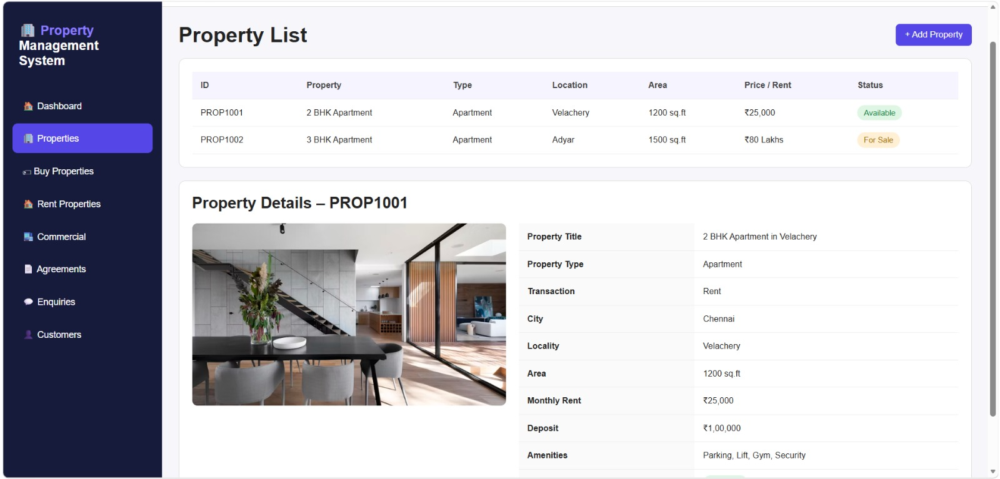 Property
Management
System
Dashboard
Properties
Buy Properties
Rent Properties
Commercial
Agreements
Enquiries
Customers
Property List
+ Add Property
ID Property Type Location Area Price / Rent Status
PROP1001 2 BHK Apartment Apartment Velachery 1200 sq.ft ₹25,000 Available
PROP1002 3 BHK Apartment Apartment Adyar 1500 sq.ft ₹80 Lakhs For Sale
Property Details – PROP1001
Property Title 2 BHK Apartment in Velachery
Property Type Apartment
Transaction Rent
City Chennai
Locality Velachery
Area 1200 sq.ft
Monthly Rent ₹25,000
Deposit ₹1,00,000
Amenities Parking, Lift, Gym, Security